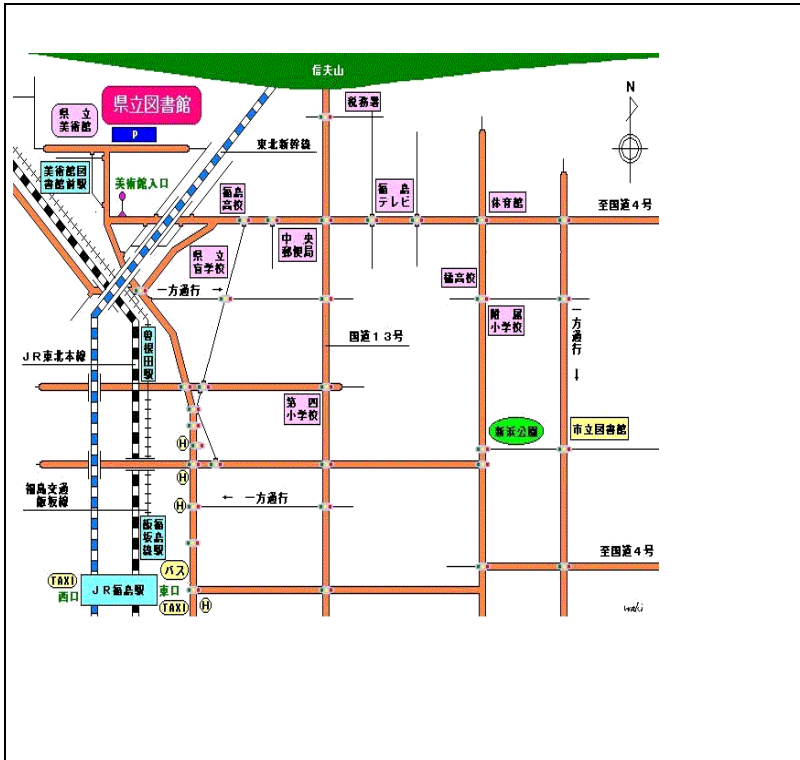 信夫山
県立図書館
県立
美術館
P
税務署
N
東北新幹線
美術館図
書館前駅
美術館入口
福島
高校
福島
テレビ
体育館
至国道4号
中央
郵便局
県立
盲学校
橘高校
一方通行 →
附属
小学校
一方通行 →
国道13号
曽根田駅
JR東北本線
第四
小学校
新浜公園
市立図書館
H
H
福島交通
飯坂線
← 一方通行
H
飯坂線
福島駅
至国道4号
バス
TAXI
西口
JR福島駅
東口
TAXI
H